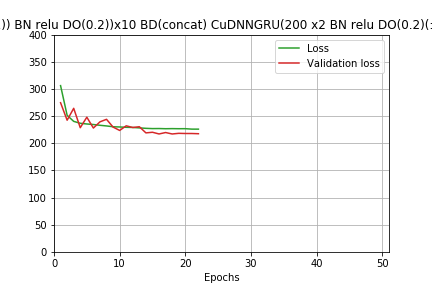 )) BN relu DO(0.2))x10 BD(concat) CuDNNGRU(200 x2 BN relu DO(0.2)(:
400
350
300
250
200
150
100
50
0
Loss
Validation loss
0 10 20 30 40 50
Epochs